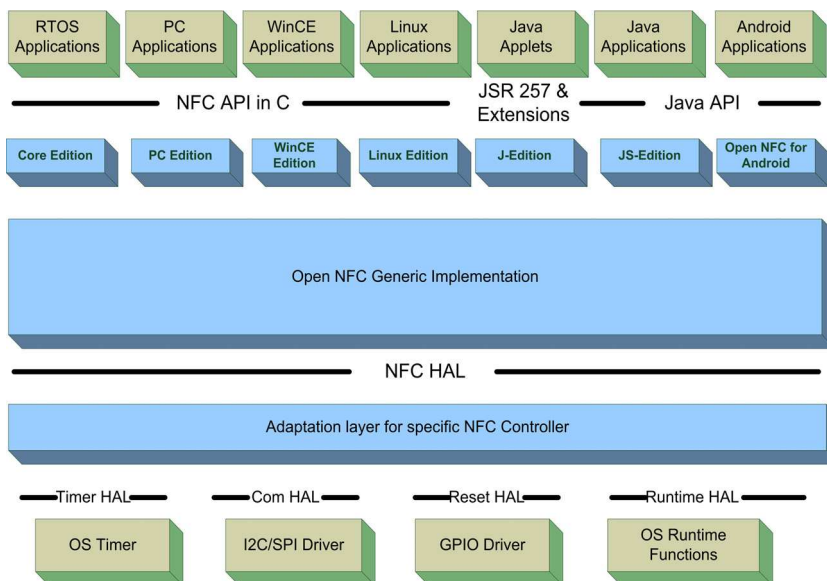 RTOS
Applications
PC
Applications
WinCE
Applications
Linux
Applications
Java
Applets
Java
Applications
Android
Applications
NFC API in C
JSR 257 &
Extensions
Java API
Core Edition
PC Edition
WinCE
Edition
Linux Edition
J-Edition
JS-Edition
Open NFC for
Android
Open NFC Generic Implementation
NFC HAL
Adaptation layer for specific NFC Controller
Timer HAL
Com HAL
Reset HAL
Runtime HAL
OS Timer
I2C/SPI Driver
GPIO Driver
OS Runtime
Functions